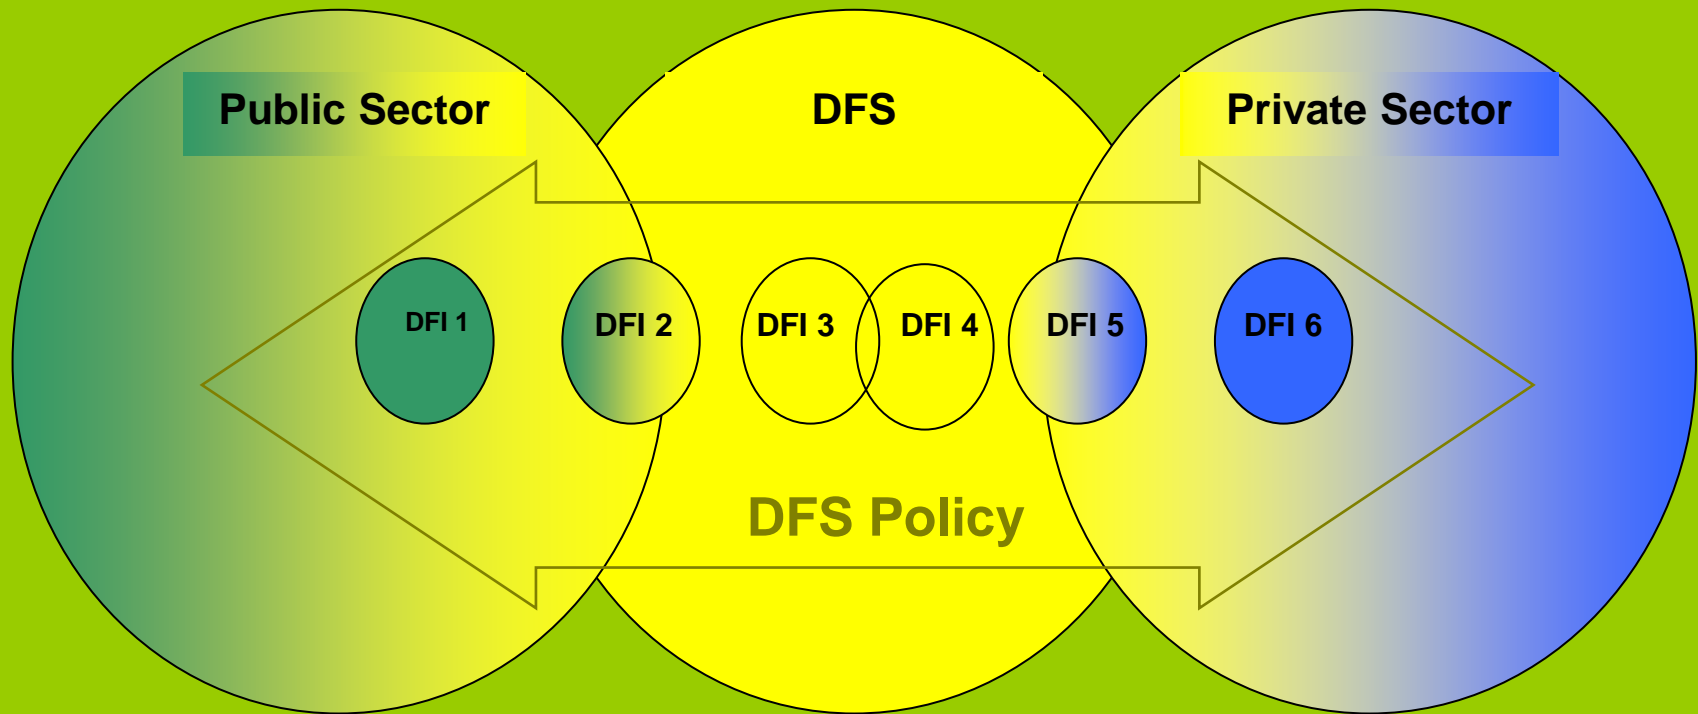 Public Sector
DFS
Private Sector
DFI 1
DFI 2
DFI 3
DFI 4
DFI 5
DFI 6
DFS Policy